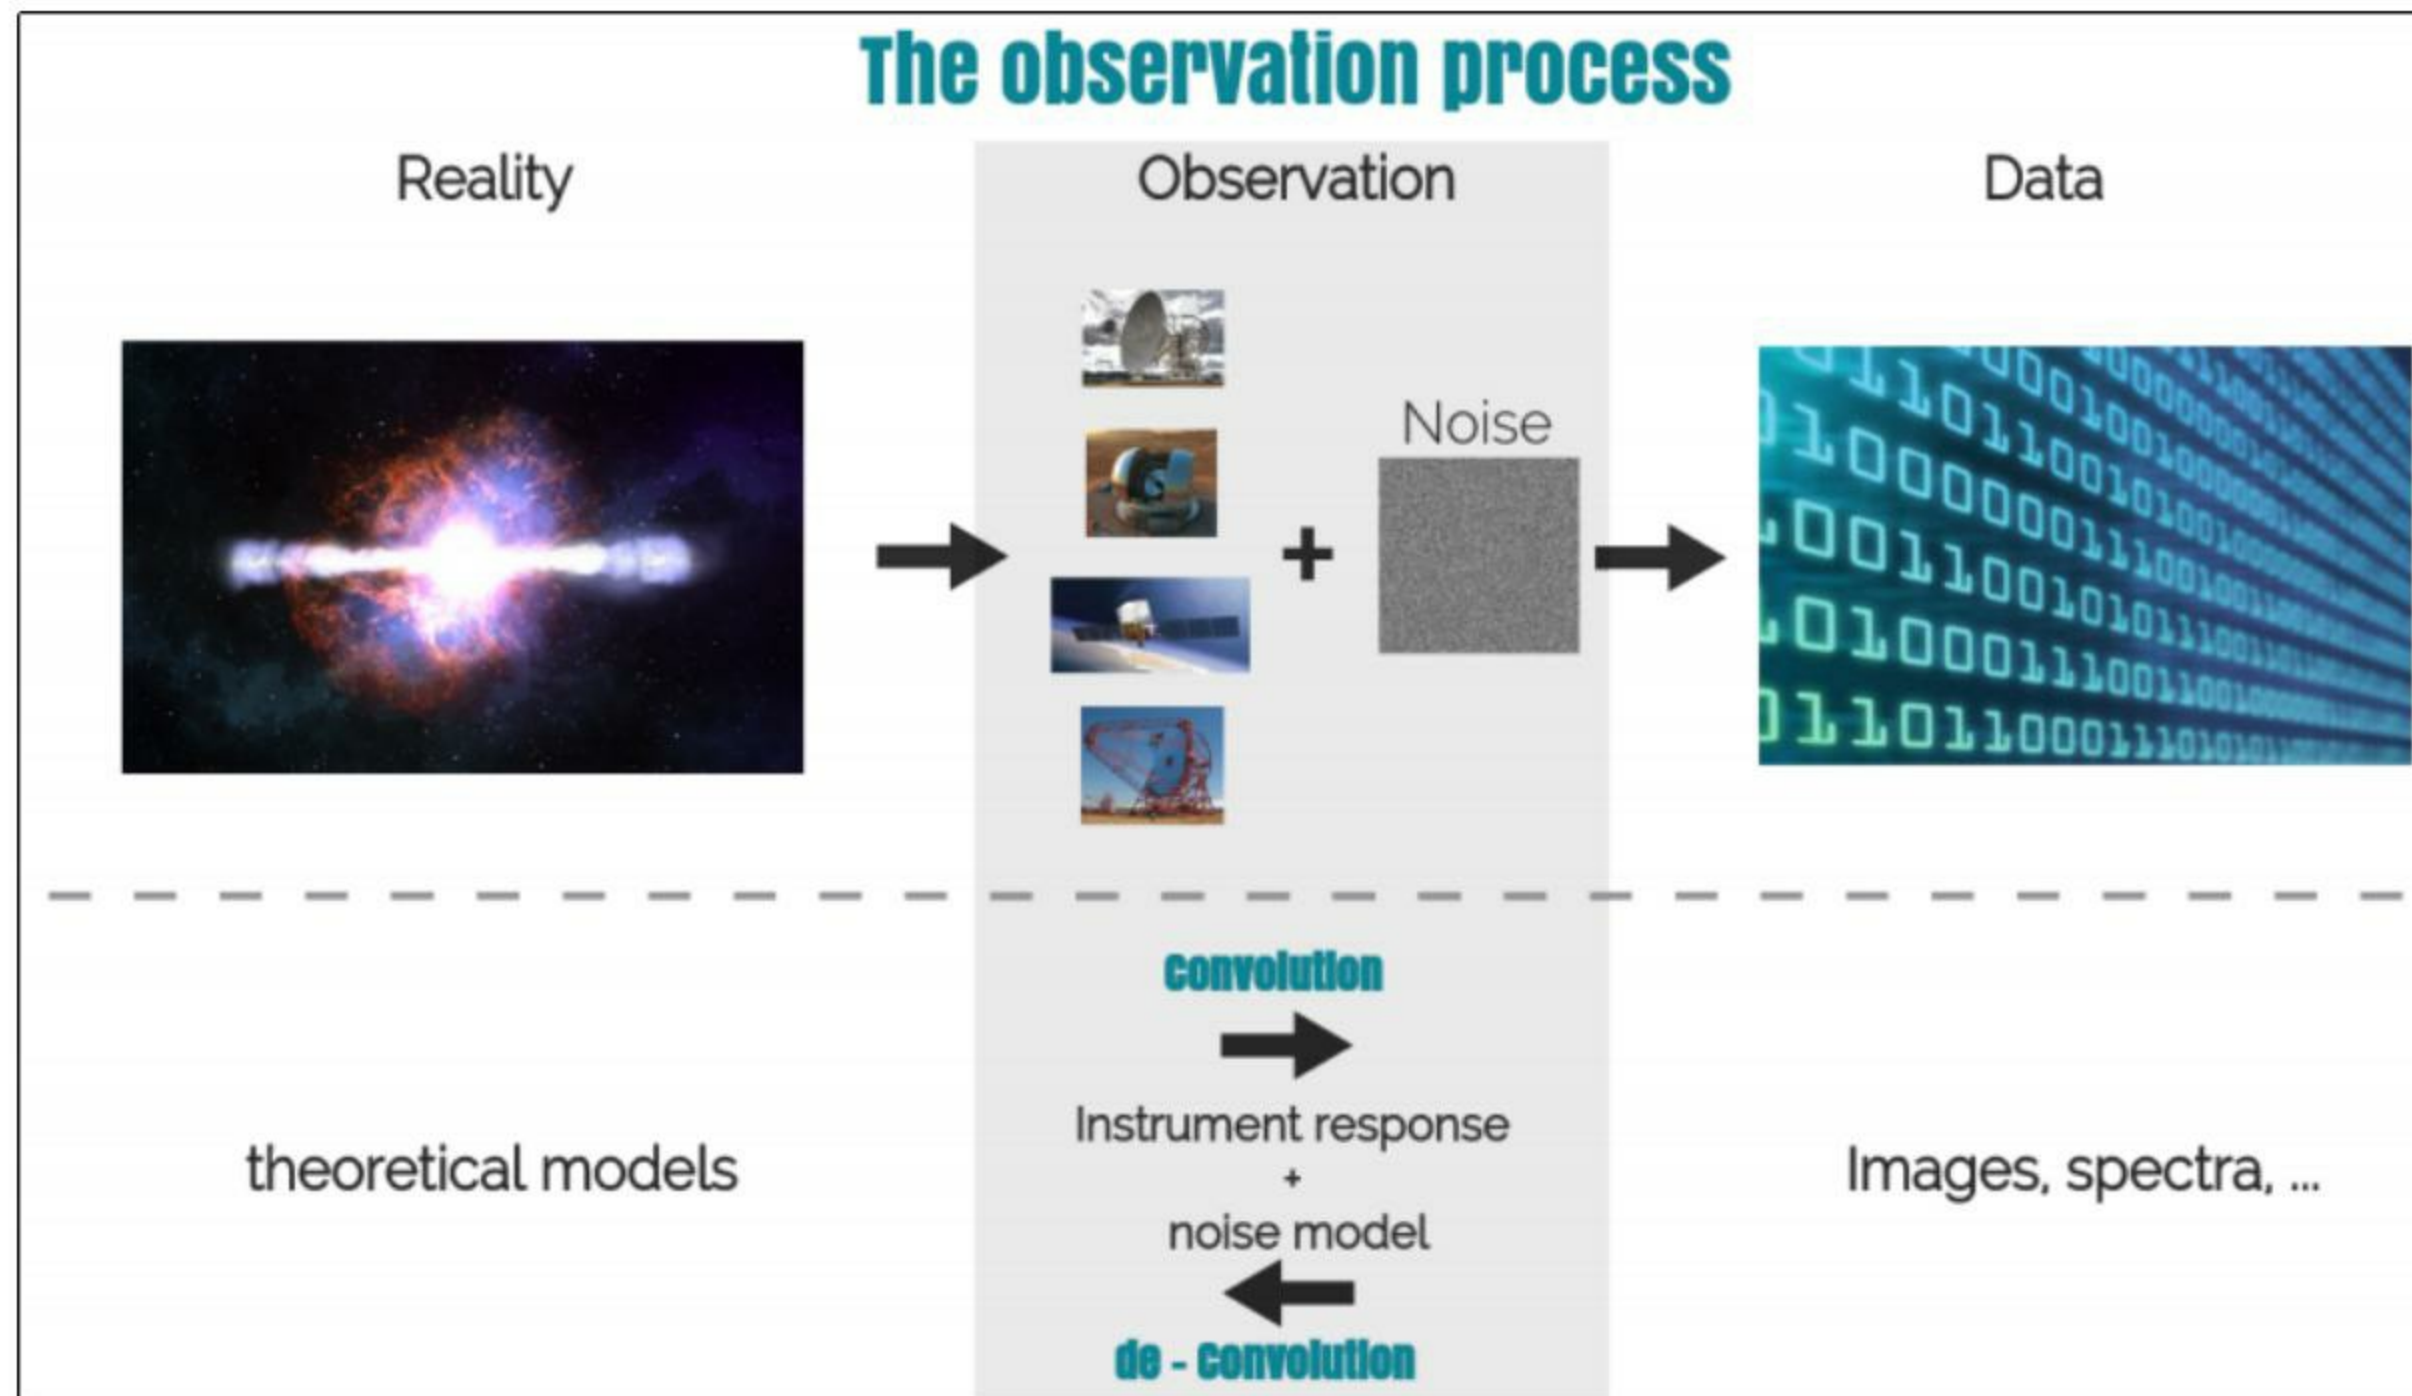 The observation process
Reality
Observation
Data
Noise
+
convolution
Instrument response
+
noise model
de - convolution
theoretical models
Images, spectra, ...